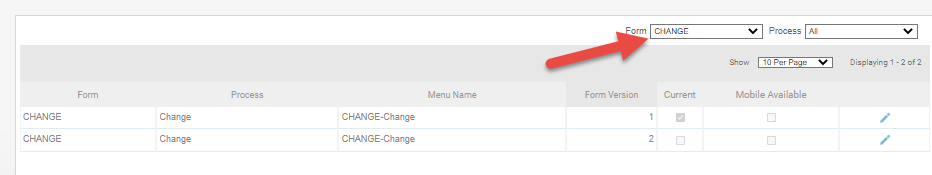 Form CHANGE Process All
Show 10 Per Page Displaying 1 - 2 of 2
Form Process Menu Name Form Version Current Mobile Available
CHANGE Change CHANGE-Change 1
CHANGE Change CHANGE-Change 2